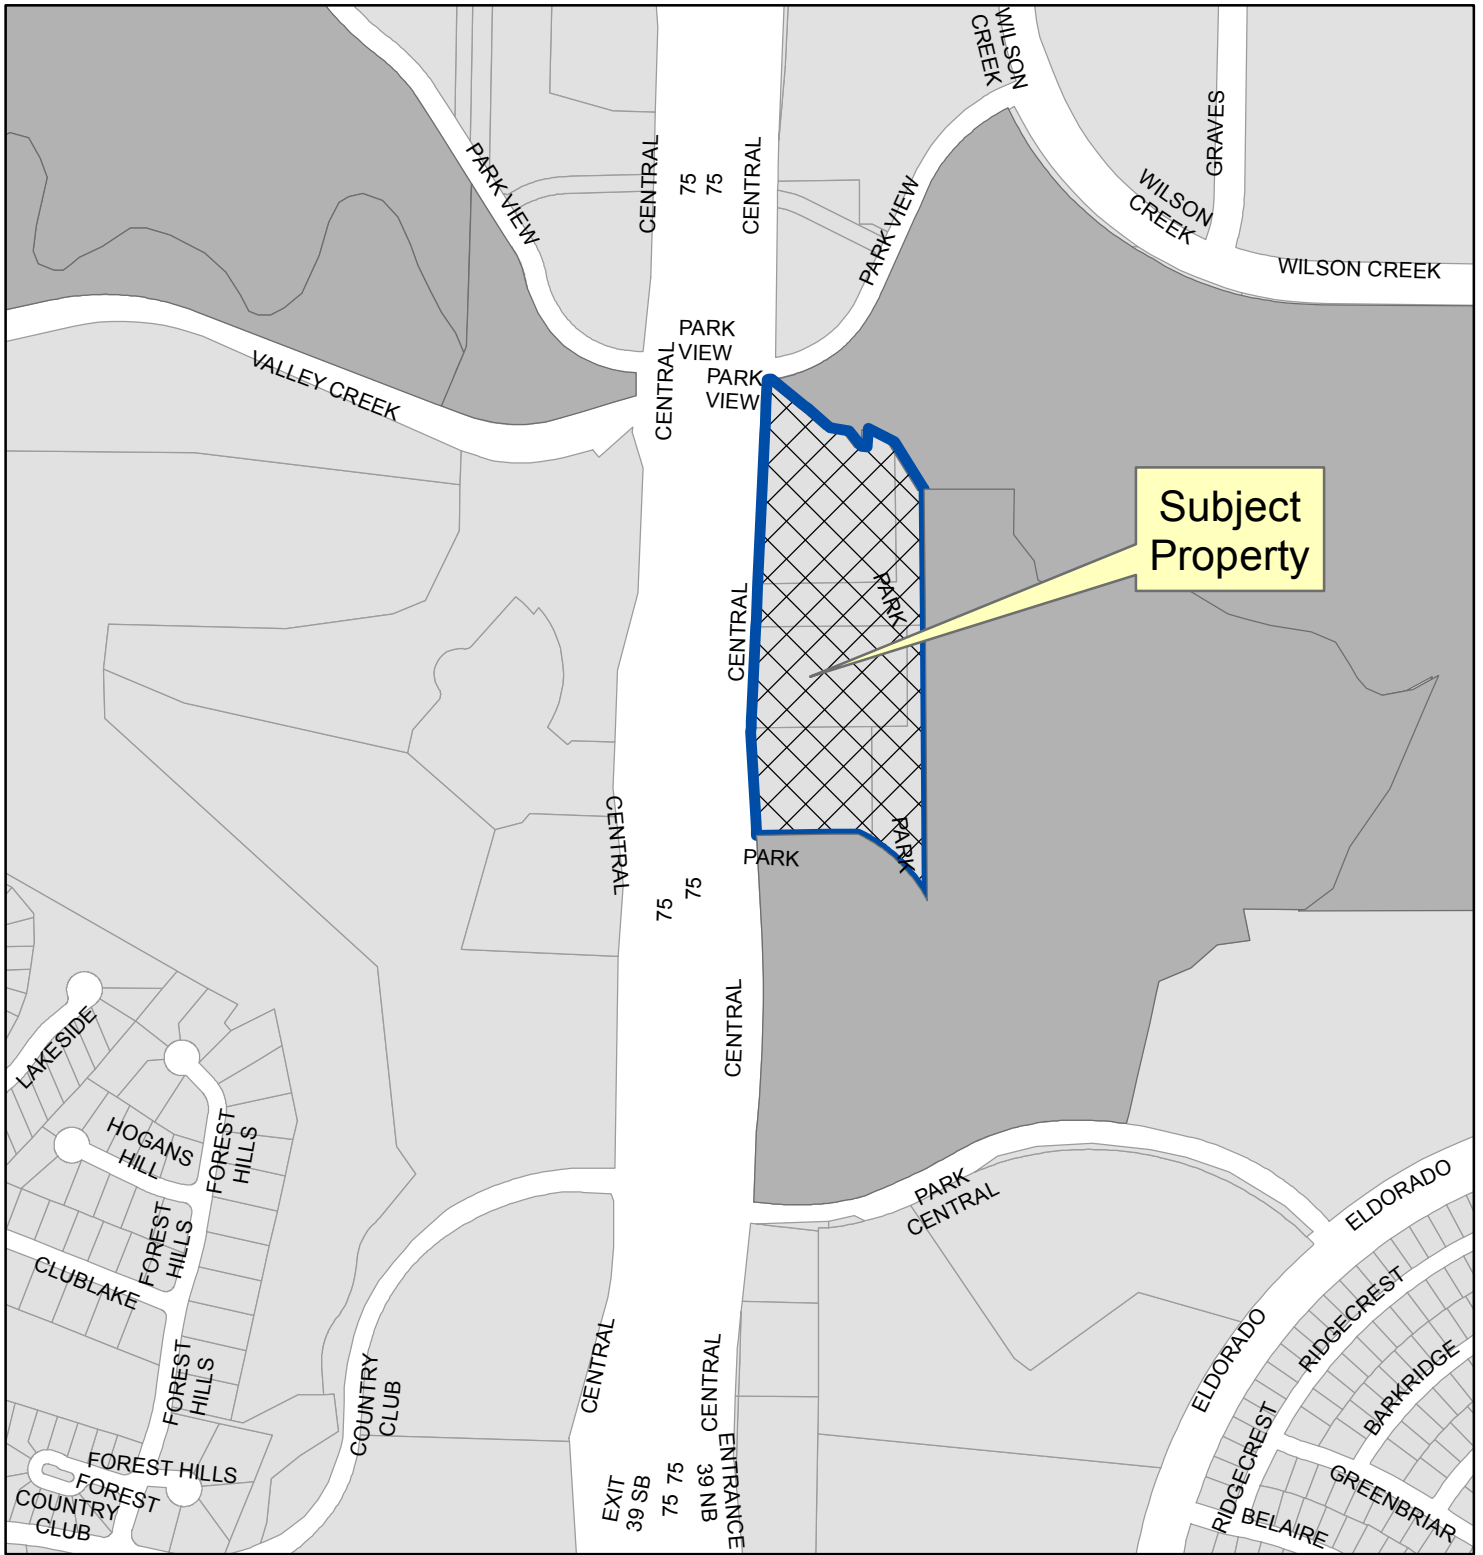 WILSON
CREEK
GRAVES
CENTRAL
75
75
CENTRAL
PARK VIEW
PARK VIEW
WILSON
CREEK
WILSON CREEK
PARK
VIEW
CENTRAL
PARK
VIEW
VALLEY CREEK
Subject
Property
PARK
CENTRAL
CENTRAL
PARK
PARK
75
75
CENTRAL
LAKESIDE
HOGANS
HILL
FOREST
HILLS
PARK
CENTRAL
ELDORADO
FOREST
HILLS
CLUBLAKE
RIDGECREST
CENTRAL
CENTRAL
ELDORADO
FOREST
HILLS
COUNTRY
CLUB
BARKRIDGE
RIDGECREST
FOREST HILLS
FOREST
COUNTRY
CLUB
EXIT
39 SB
75
75
39 NB
ENTRANCE
GREENBRIAR
BELAIRE